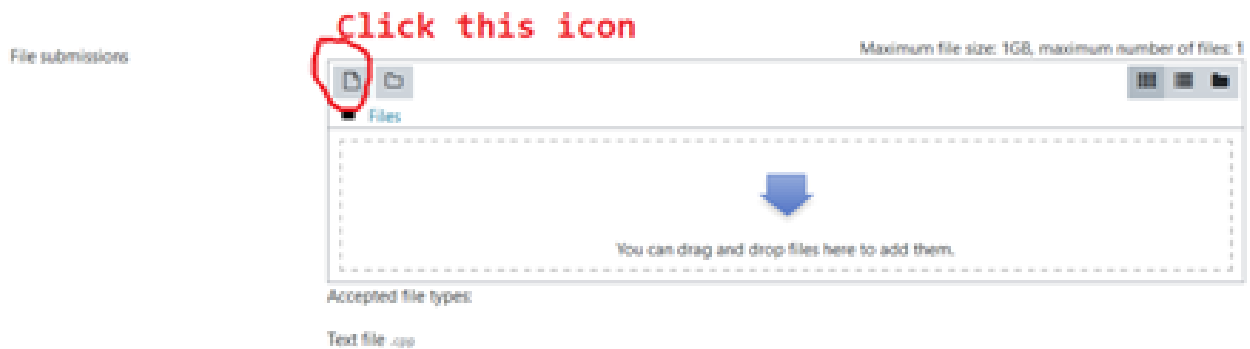 Click this icon
File submissions
Maximum file size: 1GB, maximum number of files: 1
Files
You can drag and drop files here to add them.
Accepted file types:
Text file .cpp